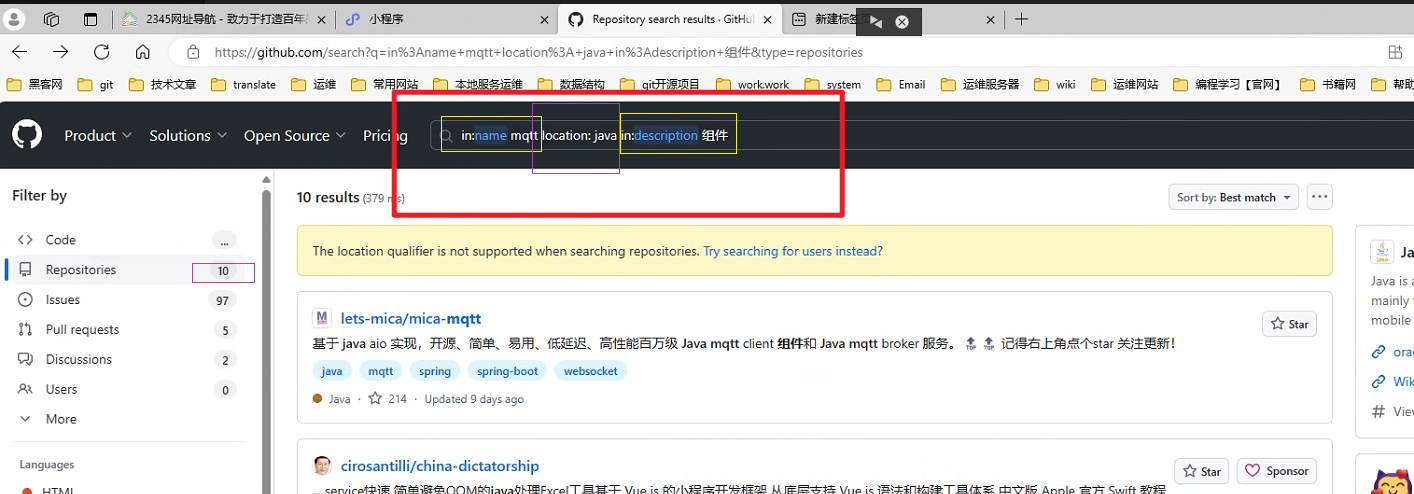 2345网址导航 - 致力于打造百年
小程序
Repository search results · GitHub
新建标签页
https://github.com/search?q=in%3Aname+mqtt+location%3A+java+in%3Adescription+组件&type=repositories
黑客网 git 技术文章 translate 运维 常用网站 本地服务运维 数据结构 git开源项目 work.work system Email 运维服务器 wiki 运维网站 编程学习【官网】 书籍网 帮助
Product Solutions Open Source Pricing
in:name mqtt location: java in:description 组件
Filter by
Code ...
Repositories 10
Issues 97
Pull requests 5
Discussions 2
Users 0
More
Languages
HTML
10 results (379 ms)
Sort by: Best match
The location qualifier is not supported when searching repositories. Try searching for users instead?
lets-mica/mica-mqtt
Star
基于 java aio 实现，开源、简单、易用、低延迟、高性能百万级 Java mqtt client 组件和 Java mqtt broker 服务。 🔝 🔝 记得右上角点个star 关注更新！
java mqtt spring spring-boot websocket
Java · 214 · Updated 9 days ago
cirosantilli/china-dictatorship
Star Sponsor
... service快速,简单避免OOM的java处理Excel工具基于 Vue.js 的小程序开发框架,从底层支持 Vue.js 语法和构建工具体系,中文版 Apple 官方 Swift 教程
Ja
Java is a
mainly
mobile
orac
Wik
View